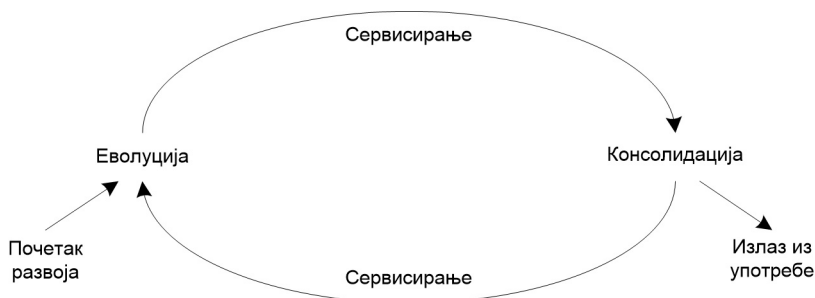 Сервисирање
Еволуција
Консолидација
Почетак
развоја
Излаз из
употребе
Сервисирање